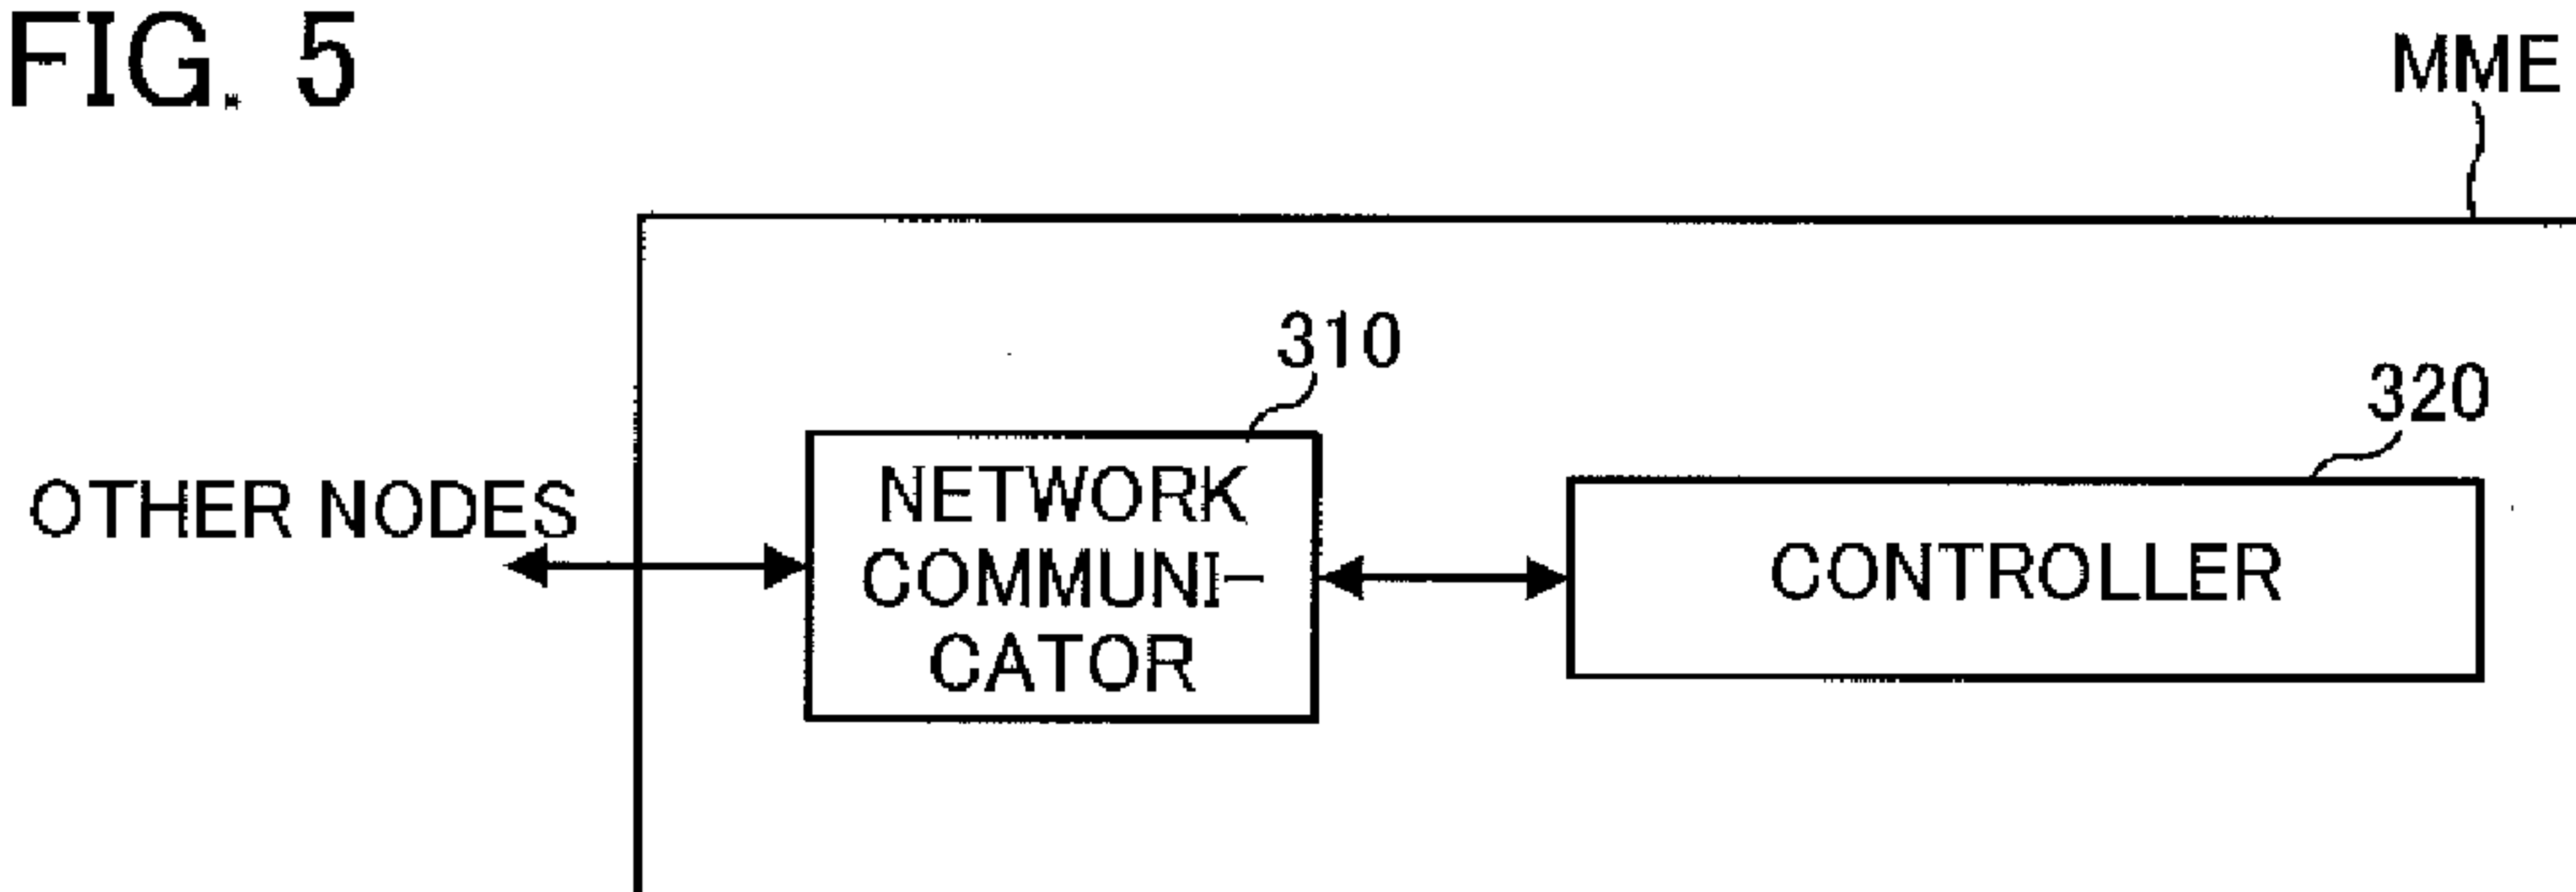 FIG. 5
MME
310
320
OTHER NODES
NETWORK
COMMUNI-
CATOR
CONTROLLER